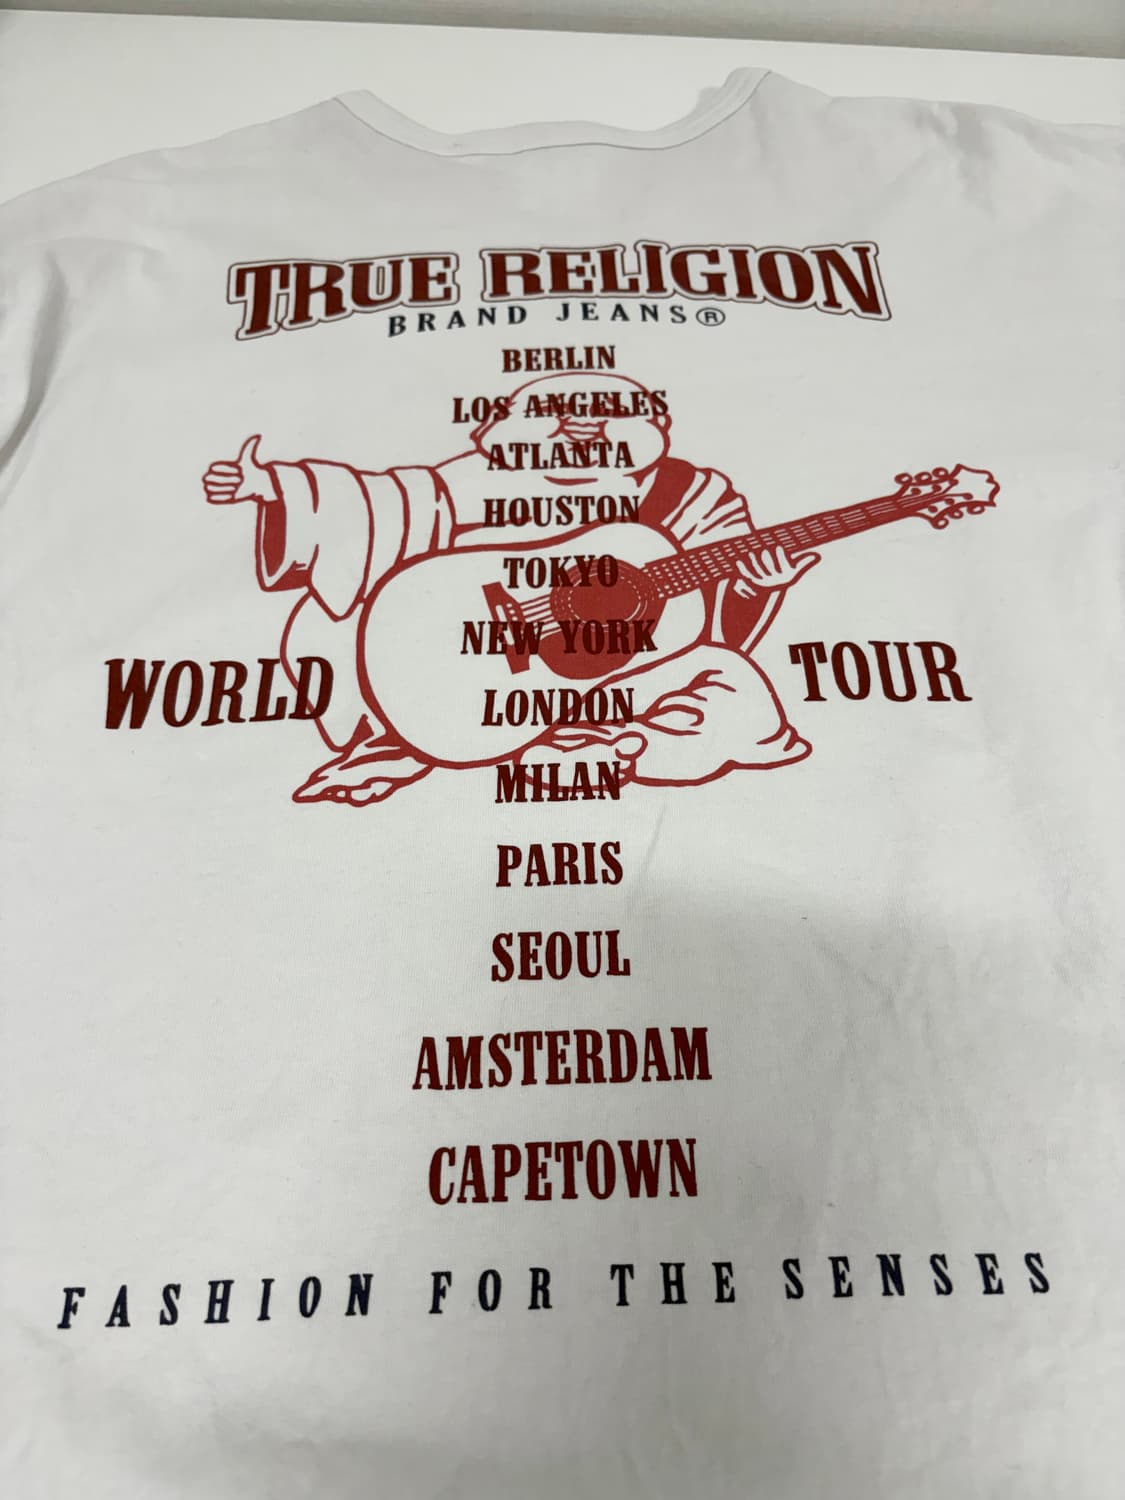 TRUE RELIGION
BRAND JEANS®
BERLIN
LOS ANGELES
ATLANTA
HOUSTON
TOKYO
NEW YORK
WORLD TOUR
LONDON
MILAN
PARIS
SEOUL
AMSTERDAM
CAPETOWN
FASHION FOR THE SENSES